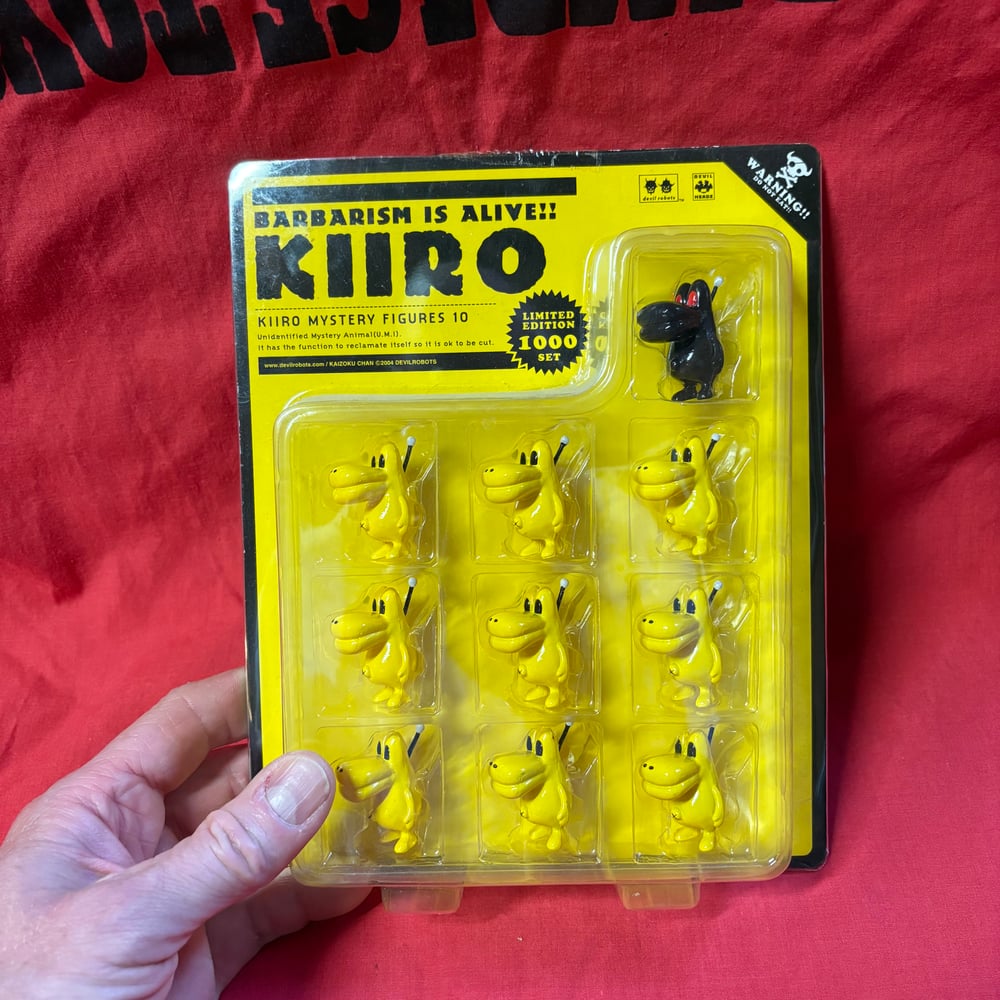 WARNING!!
DO NOT EAT!!
devil robots
TM
DEVIL
HEADZ
BARBARISM IS ALIVE!!
KIIRO
KIIRO MYSTERY FIGURES 10
Unidentified Mystery Animal(U.M.I).
It has the function to reclamate itself so it is ok to be cut.
www.devilrobots.com / KAIZOKU CHAN ©2004 DEVILROBOTS
LIMITED
EDITION
1000
SET